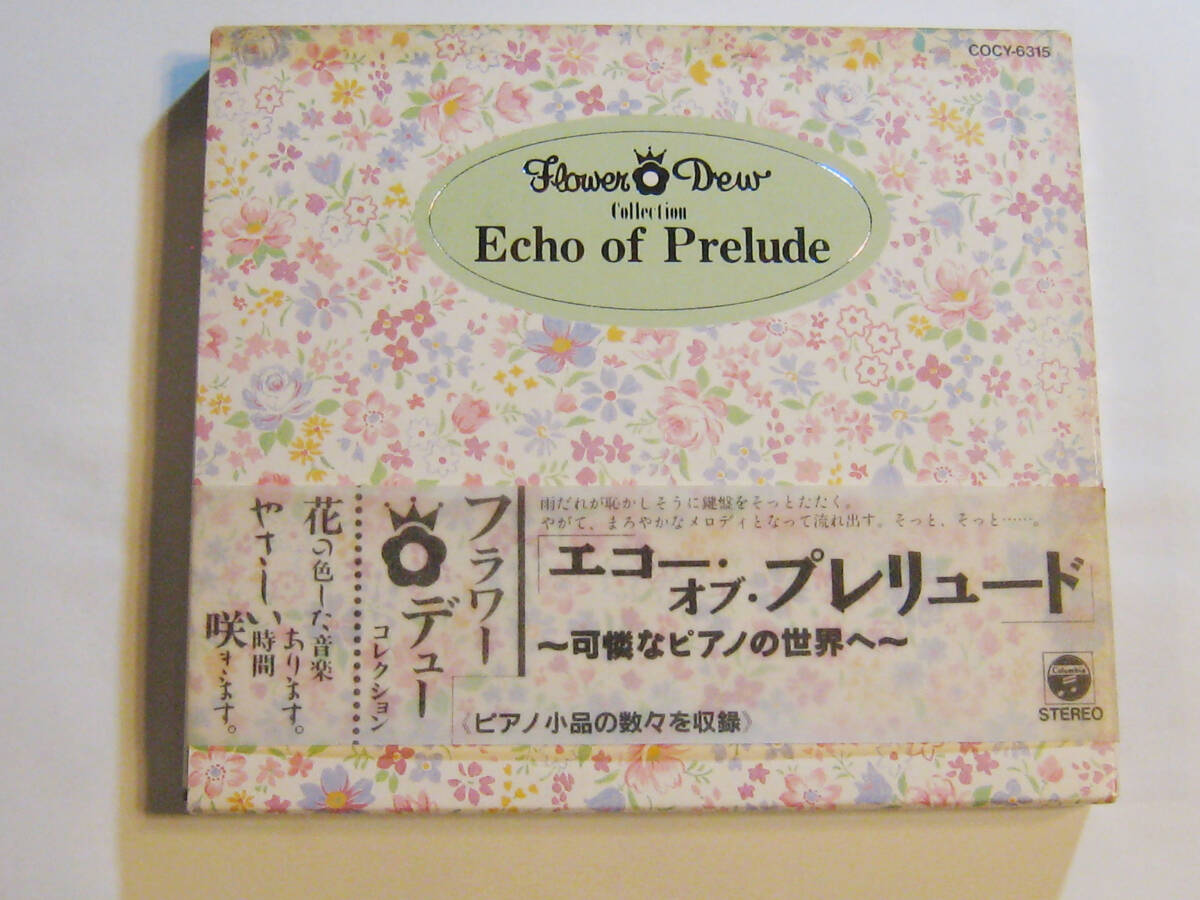 COCY-6315
Flower Dew
Collection
Echo of Prelude
雨だれが恥かしそうに鍵盤をそっとたたく。
やがて、まろやかなメロディとなって流れ出す。そっと、そっと……。
「エコー・オブ・プレリュード」
~可憐なピアノの世界へ~
《ピアノ小品の数々を収録》
フラワーデュー
コレクション
花の色した音楽
あります。
やさしい時間
咲きます。
Columbia
STEREO